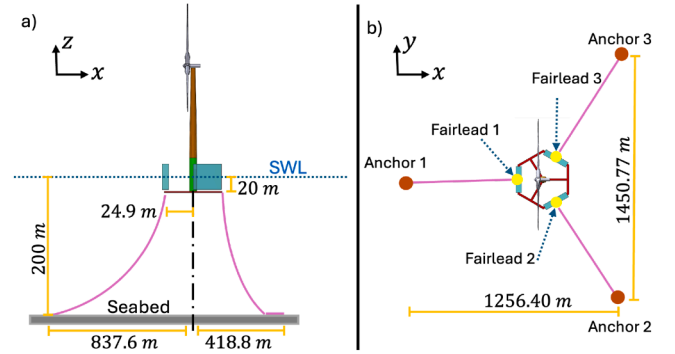 a)
z
x
SWL
20 m
24.9 m
200 m
Seabed
837.6 m
418.8 m
b)
y
x
Anchor 3
Fairlead 3
Fairlead 1
Anchor 1
1450.77 m
Fairlead 2
1256.40 m
Anchor 2